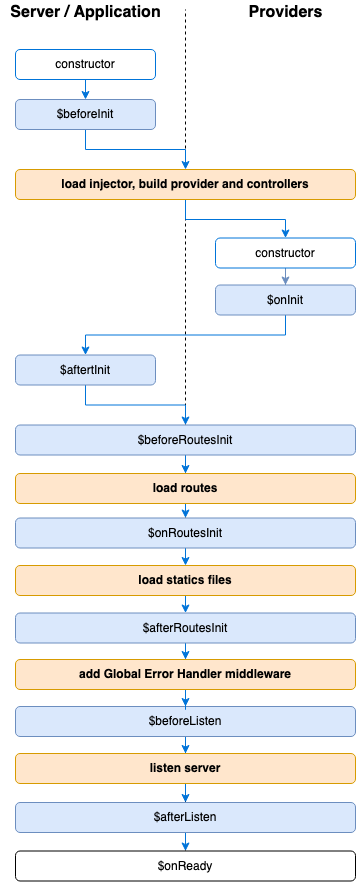 Server / Application
Providers
constructor
$beforeInit
load injector, build provider and controllers
constructor
$onInit
$aftertInit
$beforeRoutesInit
load routes
$onRoutesInit
load statics files
$afterRoutesInit
add Global Error Handler middleware
$beforeListen
listen server
$afterListen
$onReady